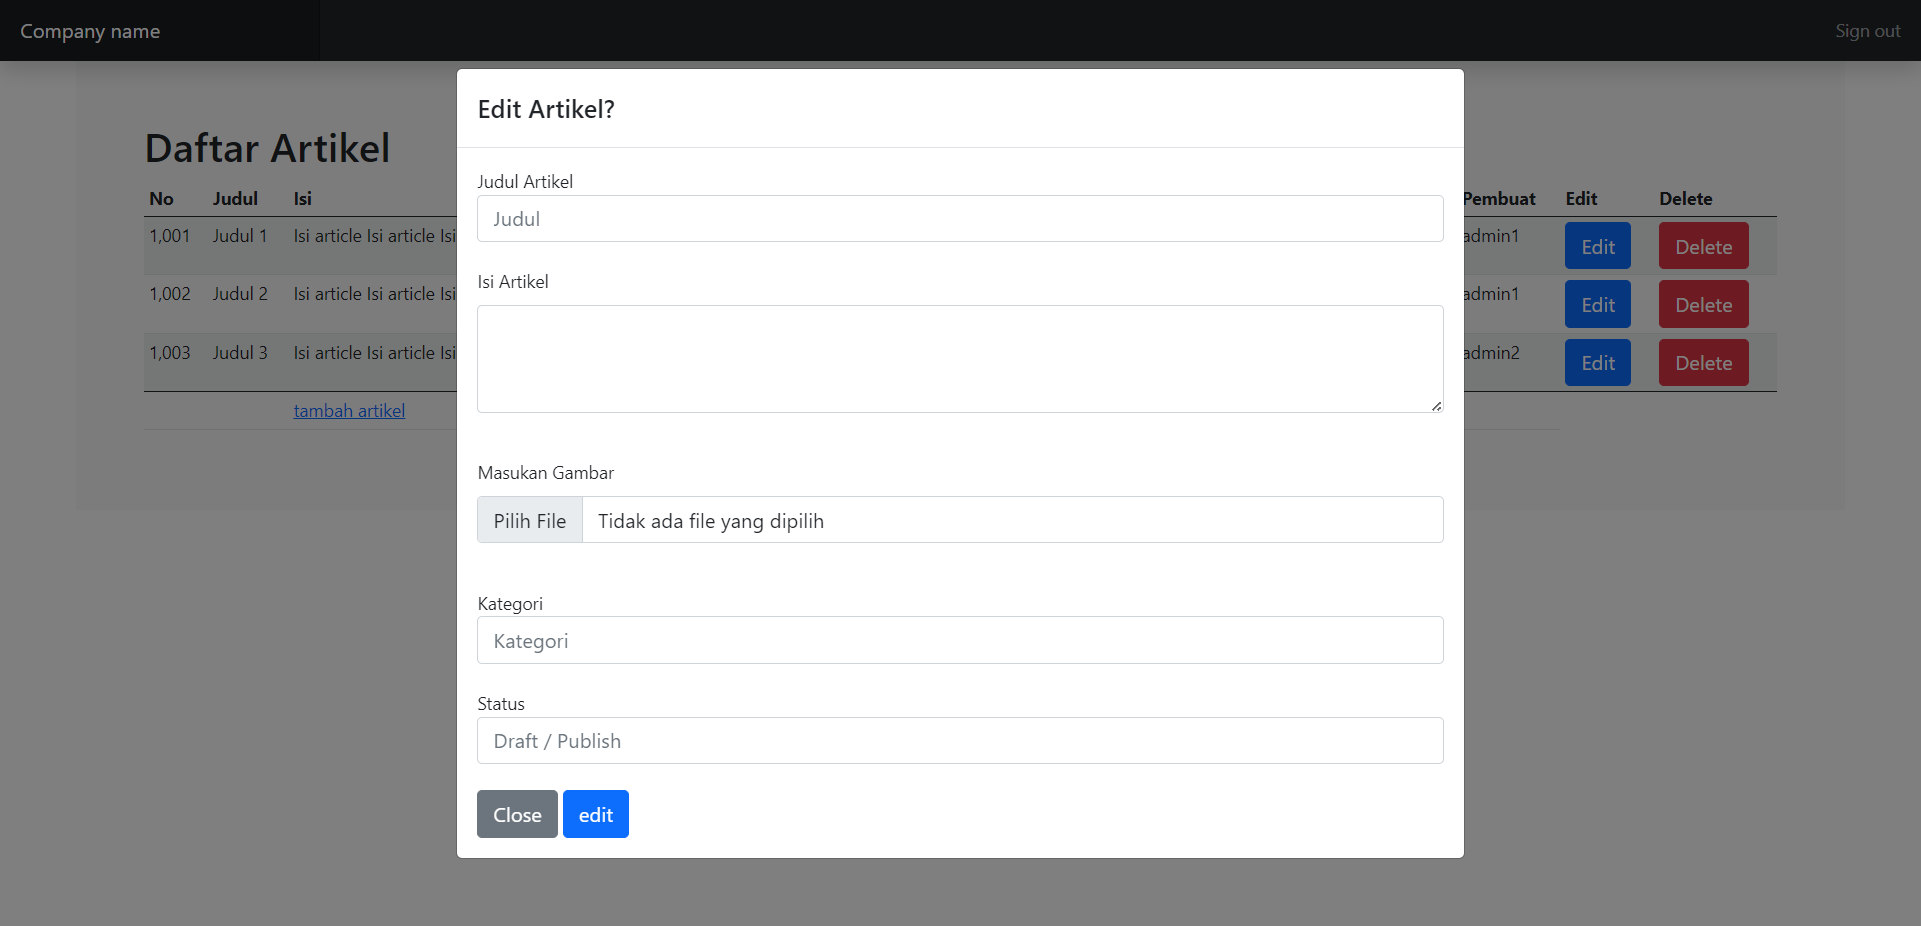 Company name
Sign out
Edit Artikel?
Daftar Artikel
Judul Artikel
Judul
No Judul Isi Pembuat Edit Delete
1,001 Judul 1 Isi article Isi article Isi admin1 Edit Delete
Isi Artikel
1,002 Judul 2 Isi article Isi article Isi admin1 Edit Delete
1,003 Judul 3 Isi article Isi article Isi admin2 Edit Delete
tambah artikel
Masukan Gambar
Pilih File Tidak ada file yang dipilih
Kategori
Kategori
Status
Draft / Publish
Close edit